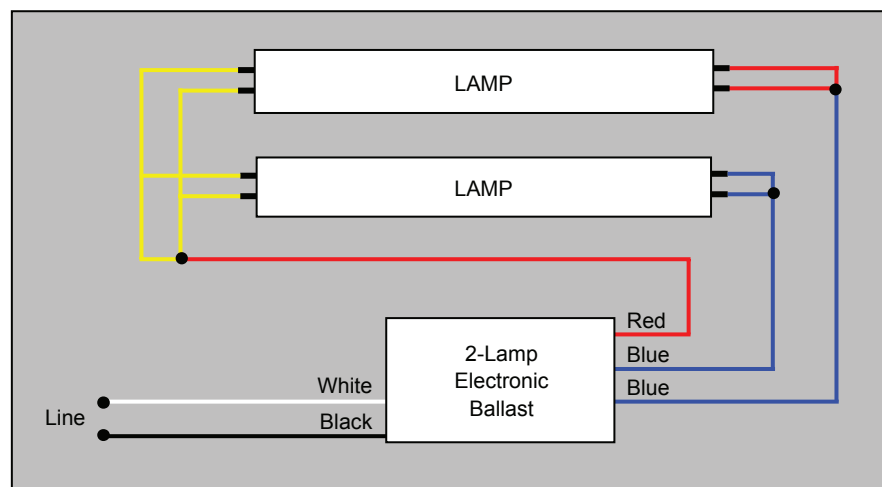 LAMP
LAMP
Red
2-Lamp
Electronic
Ballast
Blue
Blue
White
Line
Black